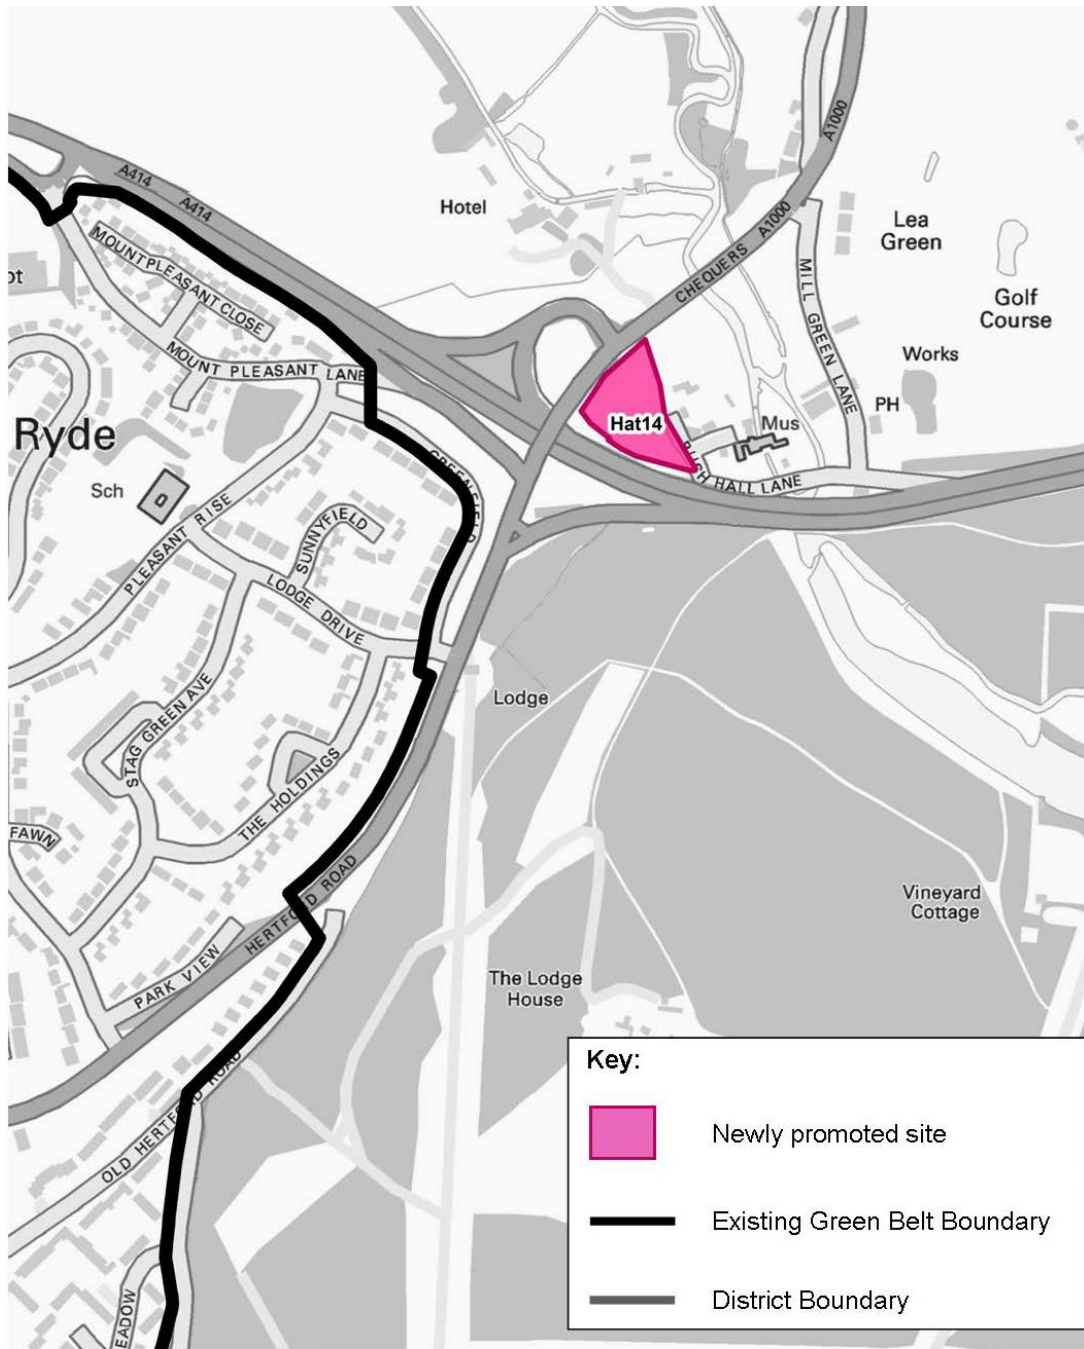 A1000
A414
A414
Hotel
CHEQUERS
A1000
Lea
Green
MOUNTPLEASANT CLOSE
MILL GREEN LANE
Golf
Course
MOUNT PLEASANT LANE
Works
PH
Ryde
Hat14
Mus
Sch
HALL LANE
PLEASANT RISE
SUNNYFIELD
LODGE DRIVE
Lodge
STAG GREEN AVE
THE HOLDINGS
FAWN
HERTFORD ROAD
Vineyard
Cottage
PARK VIEW
The Lodge
House
OLD HERTFORD ROAD
EADOW
Key:
Newly promoted site
Existing Green Belt Boundary
District Boundary